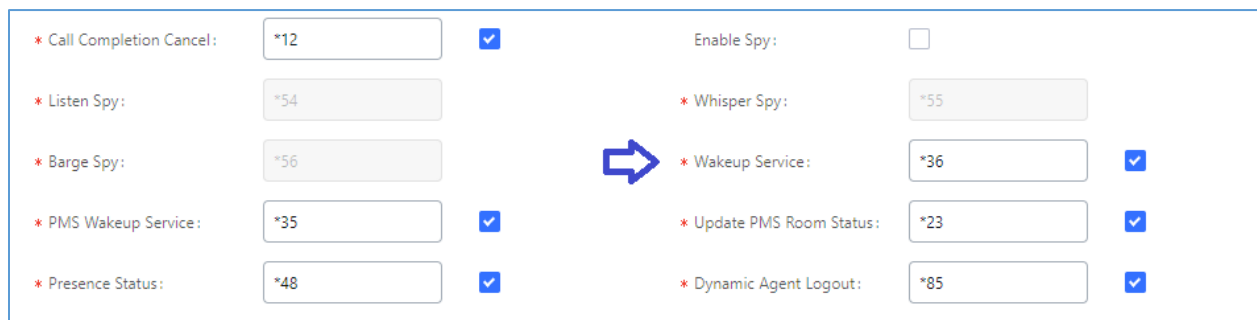 * Call Completion Cancel: *12 Enable Spy:
* Listen Spy: *54 * Whisper Spy: *55
* Barge Spy: *56 * Wakeup Service: *36
* PMS Wakeup Service: *35 * Update PMS Room Status: *23
* Presence Status: *48 * Dynamic Agent Logout: *85